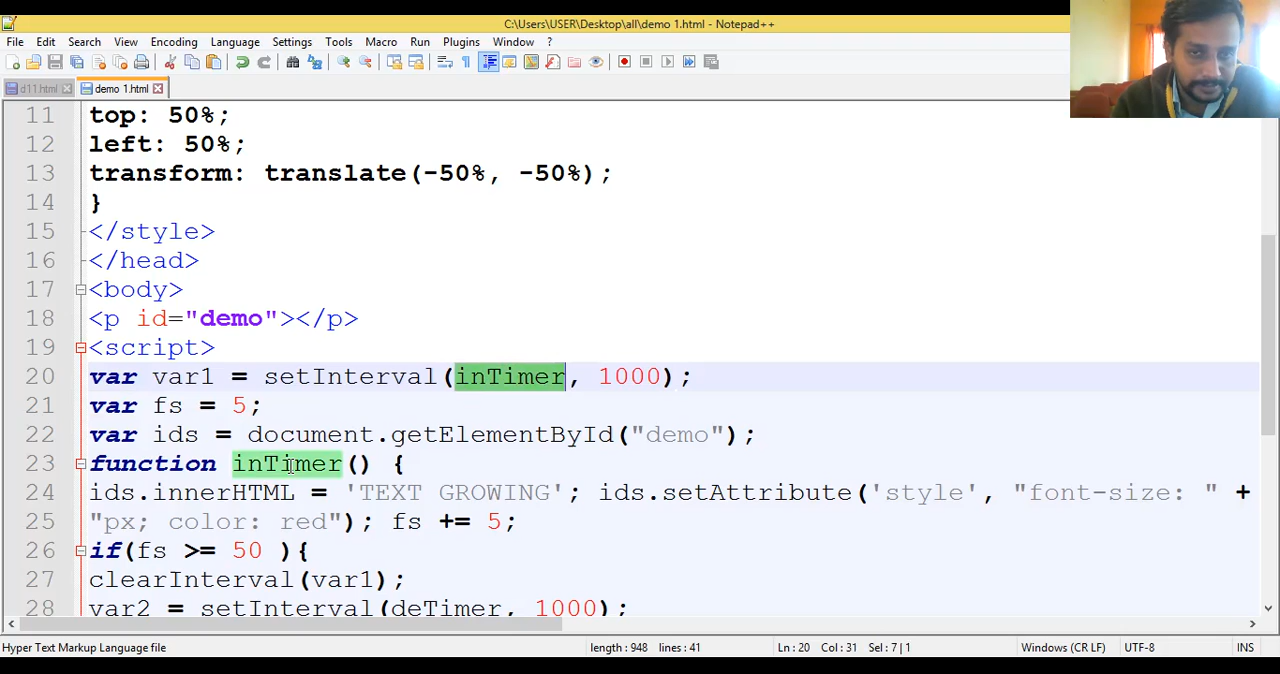 C:\Users\USER\Desktop\all\demo 1.html - Notepad++
File Edit Search View Encoding Language Settings Tools Macro Run Plugins Window ?
d11.html demo 1.html
11 top: 50%;
12 left: 50%;
13 transform: translate(-50%, -50%);
14 }
15 </style>
16 </head>
17 <body>
18 <p id="demo"></p>
19 <script>
20 var var1 = setInterval(inTimer, 1000);
21 var fs = 5;
22 var ids = document.getElementById("demo");
23 function inTimer() {
24 ids.innerHTML = 'TEXT GROWING'; ids.setAttribute('style', "font-size: " +
25 "px; color: red"); fs += 5;
26 if(fs >= 50 ){
27 clearInterval(var1);
28 var2 = setInterval(deTimer, 1000);
Hyper Text Markup Language file length : 948 lines : 41 Ln : 20 Col : 31 Sel : 7 | 1 Windows (CR LF) UTF-8 INS